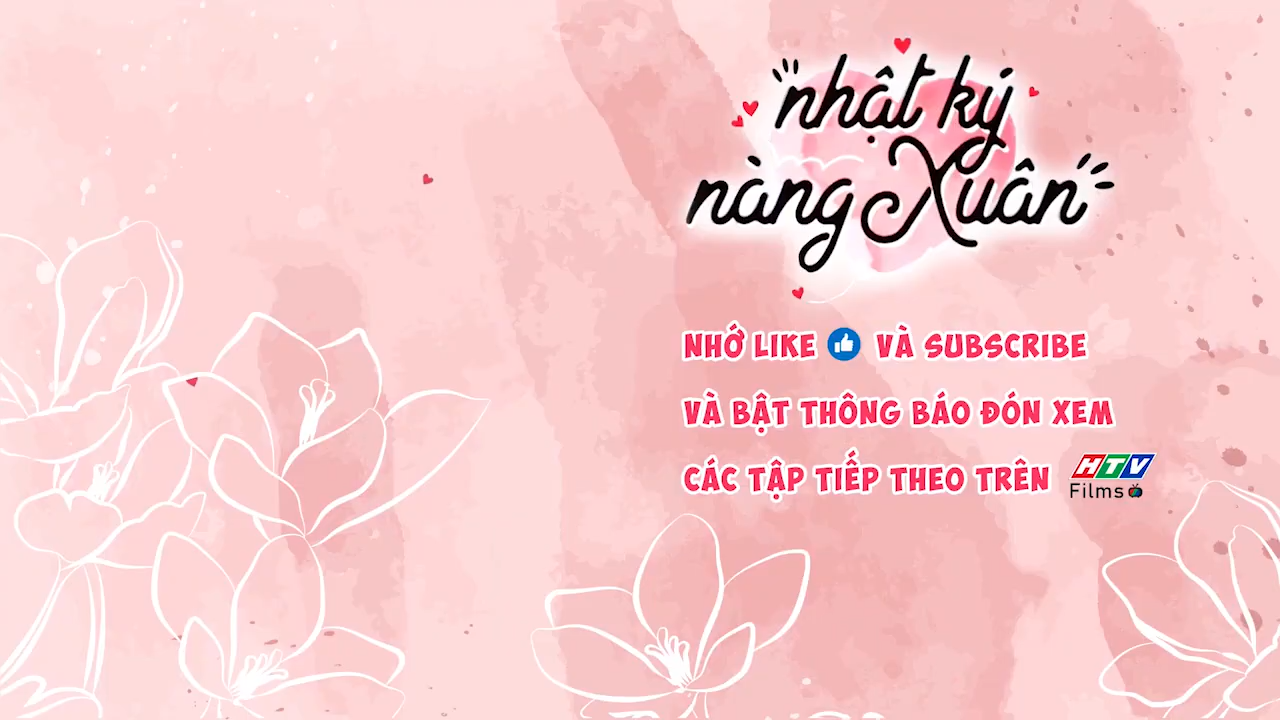 nhật ký
nàng Xuân
NHỚ LIKE VÀ SUBSCRIBE
VÀ BẬT THÔNG BÁO ĐÓN XEM
CÁC TẬP TIẾP THEO TRÊN HTV Films